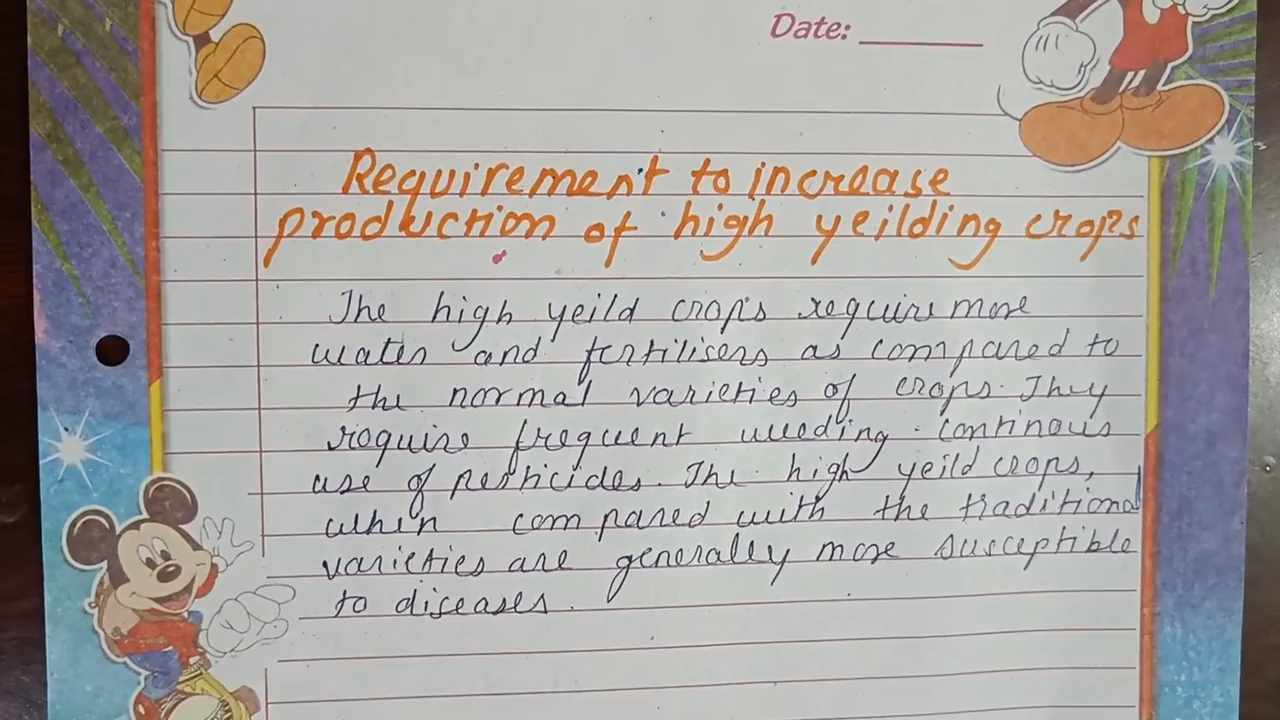 Date:
Requirement to increase
production of high yeilding crops
The high yeild crops require more
water and fertilisers as compared to
the normal varieties of crops. They
require frequent weeding. continous
use of pesticides. The high yeild crops,
when compared with the traditional
varieties are generally more susceptible
to diseases.